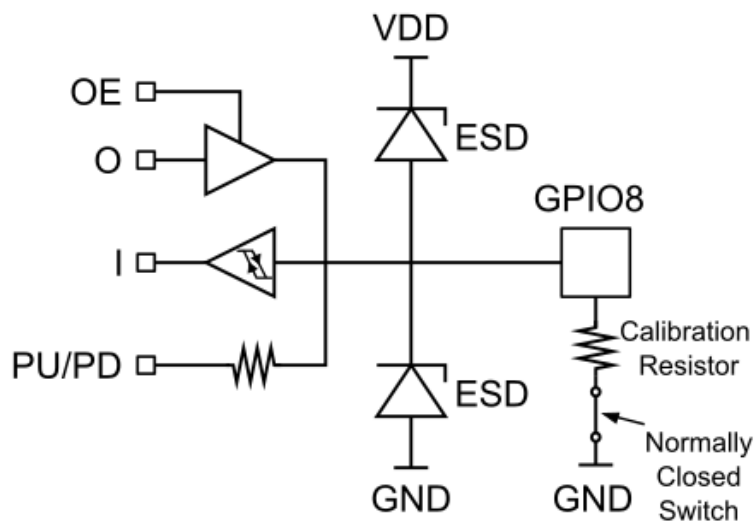 VDD
OE
ESD
O
GPIO8
I
Calibration
Resistor
PU/PD
ESD
Normally
Closed
Switch
GND
GND